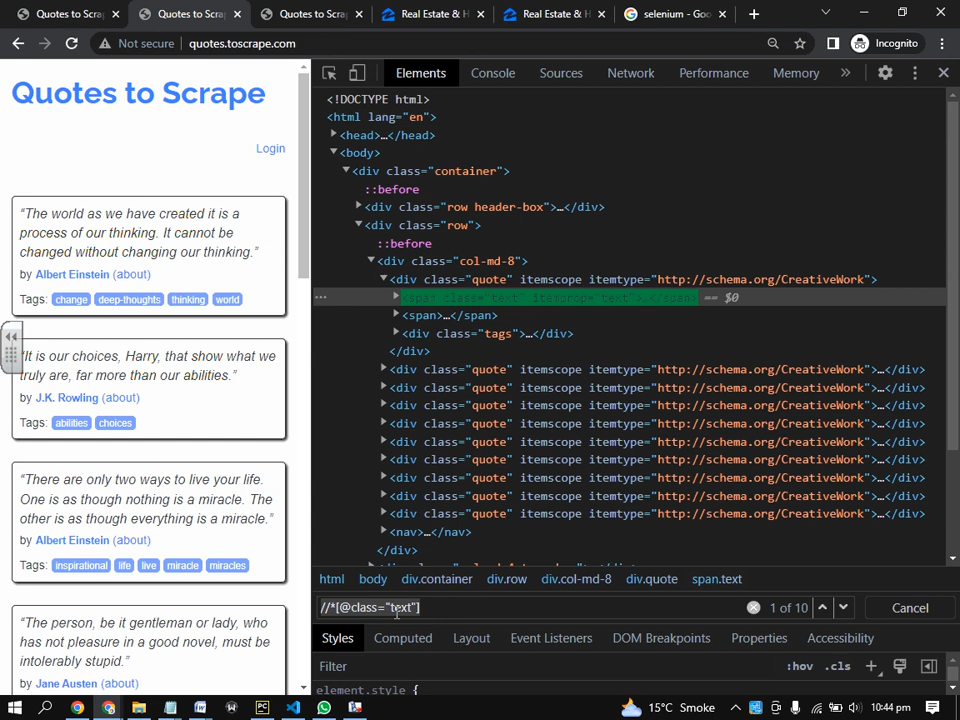 Quotes to Scra
Quotes to Scra
Quotes to Scra
Real Estate & H
Real Estate & H
selenium - Goo
Not secure
quotes.toscrape.com
Incognito
Quotes to Scrape
Login
“The world as we have created it is a
process of our thinking. It cannot be
changed without changing our thinking.”
by Albert Einstein (about)
Tags: change deep-thoughts thinking world
“It is our choices, Harry, that show what we
truly are, far more than our abilities.”
by J.K. Rowling (about)
Tags: abilities choices
“There are only two ways to live your life.
One is as though nothing is a miracle. The
other is as though everything is a miracle.”
by Albert Einstein (about)
Tags: inspirational life live miracle miracles
“The person, be it gentleman or lady, who
has not pleasure in a good novel, must be
intolerably stupid.”
by Jane Austen (about)
Elements Console Sources Network Performance Memory
<!DOCTYPE html>
<html lang="en">
<head>…</head>
<body>
<div class="container">
::before
<div class="row header-box">…</div>
<div class="row">
::before
<div class="col-md-8">
<div class="quote" itemscope itemtype="http://schema.org/CreativeWork">
<span class="text" itemprop="text">…</span> == $0
<span>…</span>
<div class="tags">…</div>
</div>
<div class="quote" itemscope itemtype="http://schema.org/CreativeWork">…</div>
<div class="quote" itemscope itemtype="http://schema.org/CreativeWork">…</div>
<div class="quote" itemscope itemtype="http://schema.org/CreativeWork">…</div>
<div class="quote" itemscope itemtype="http://schema.org/CreativeWork">…</div>
<div class="quote" itemscope itemtype="http://schema.org/CreativeWork">…</div>
<div class="quote" itemscope itemtype="http://schema.org/CreativeWork">…</div>
<div class="quote" itemscope itemtype="http://schema.org/CreativeWork">…</div>
<div class="quote" itemscope itemtype="http://schema.org/CreativeWork">…</div>
<div class="quote" itemscope itemtype="http://schema.org/CreativeWork">…</div>
<nav>…</nav>
</div>
html body div.container div.row div.col-md-8 div.quote span.text
//*[@class="text"]
1 of 10
Cancel
Styles Computed Layout Event Listeners DOM Breakpoints Properties Accessibility
Filter
:hov .cls
element.style {
15°C Smoke
10:44 pm